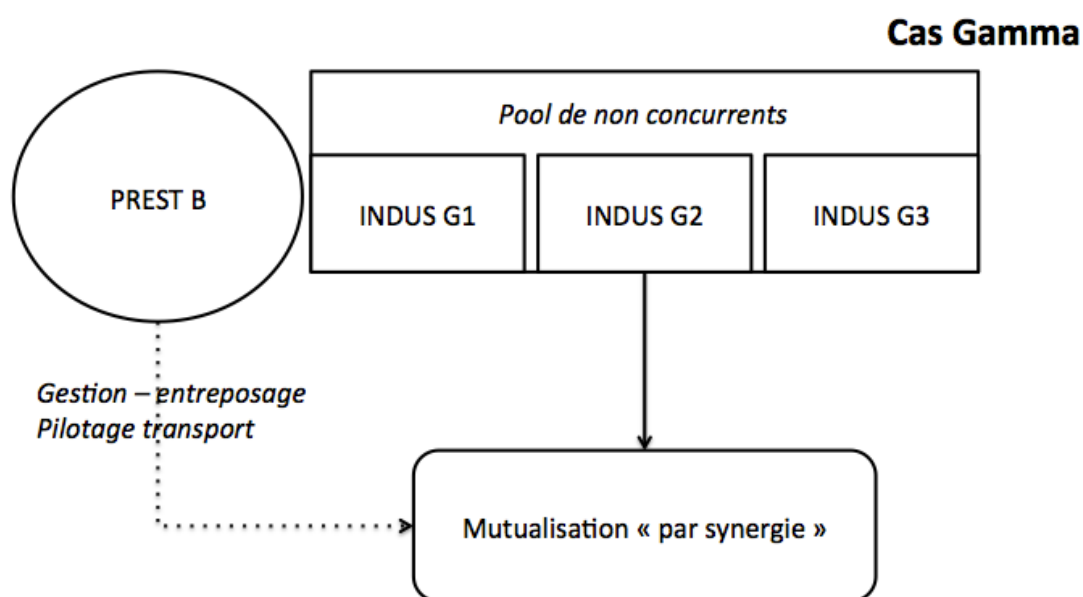 Cas Gamma
Pool de non concurrents
PREST B
INDUS G1
INDUS G2
INDUS G3
Gestion – entreposage
Pilotage transport
Mutualisation « par synergie »